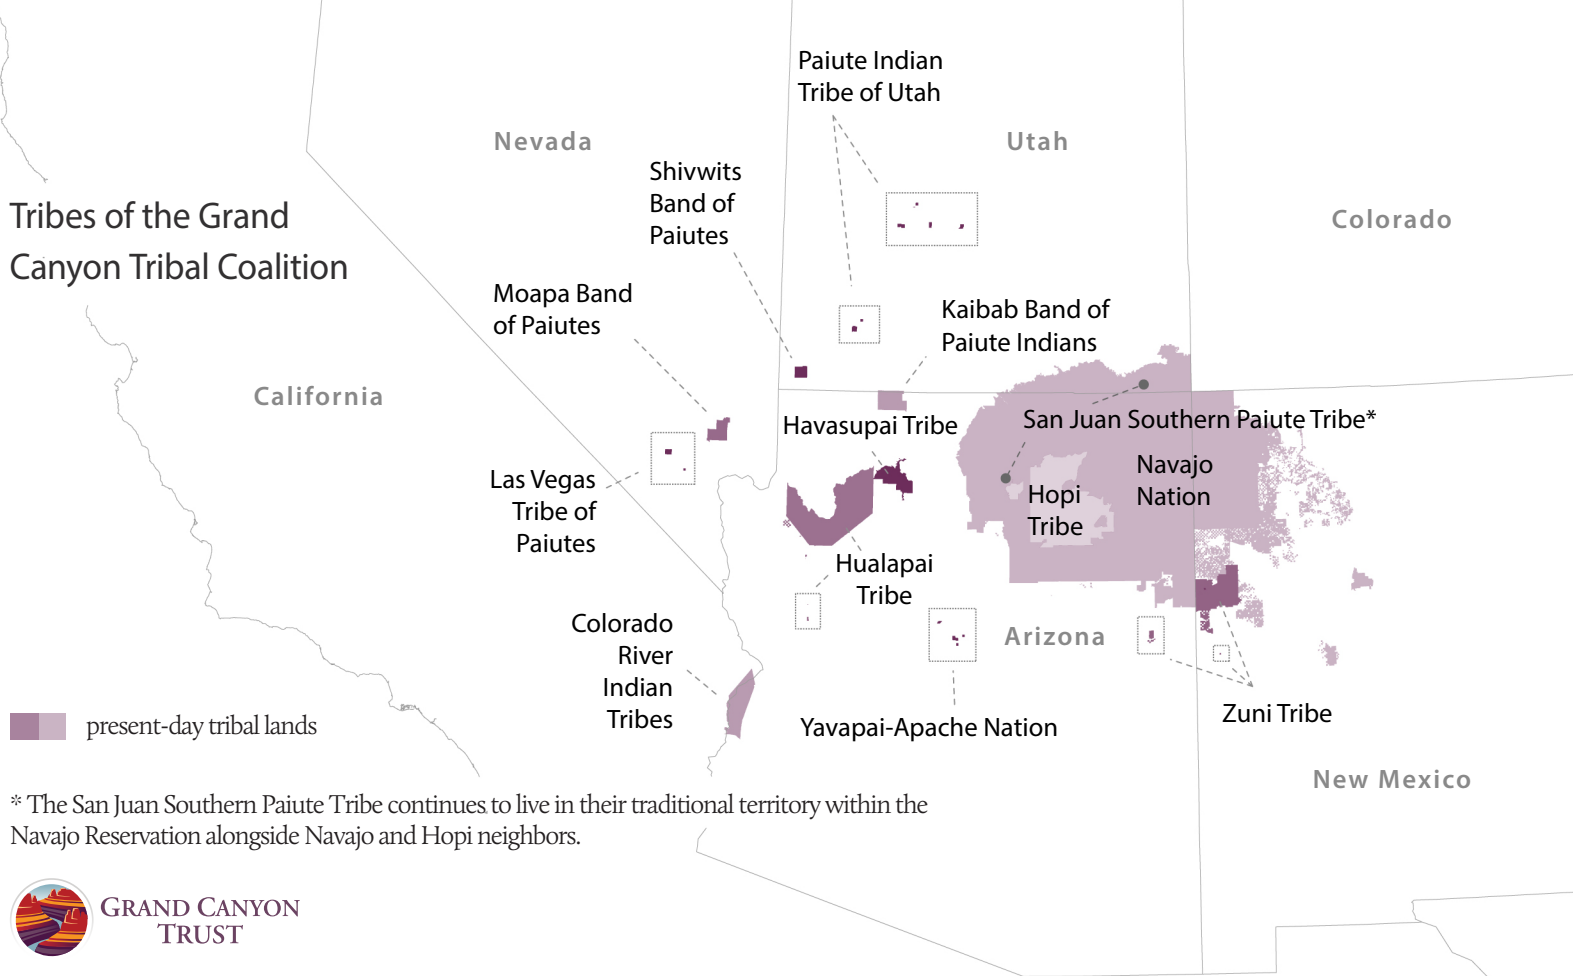 Paiute Indian
Tribe of Utah
Nevada
Utah
Shivwits
Band of
Paiutes
Tribes of the Grand
Canyon Tribal Coalition
Colorado
Moapa Band
of Paiutes
Kaibab Band of
Paiute Indians
California
Havasupai Tribe
San Juan Southern Paiute Tribe*
Navajo
Nation
Las Vegas
Tribe of
Paiutes
Hopi
Tribe
Hualapai
Tribe
Colorado
River
Indian
Tribes
Arizona
Yavapai-Apache Nation
Zuni Tribe
present-day tribal lands
New Mexico
* The San Juan Southern Paiute Tribe continues to live in their traditional territory within the
Navajo Reservation alongside Navajo and Hopi neighbors.
GRAND CANYON
TRUST